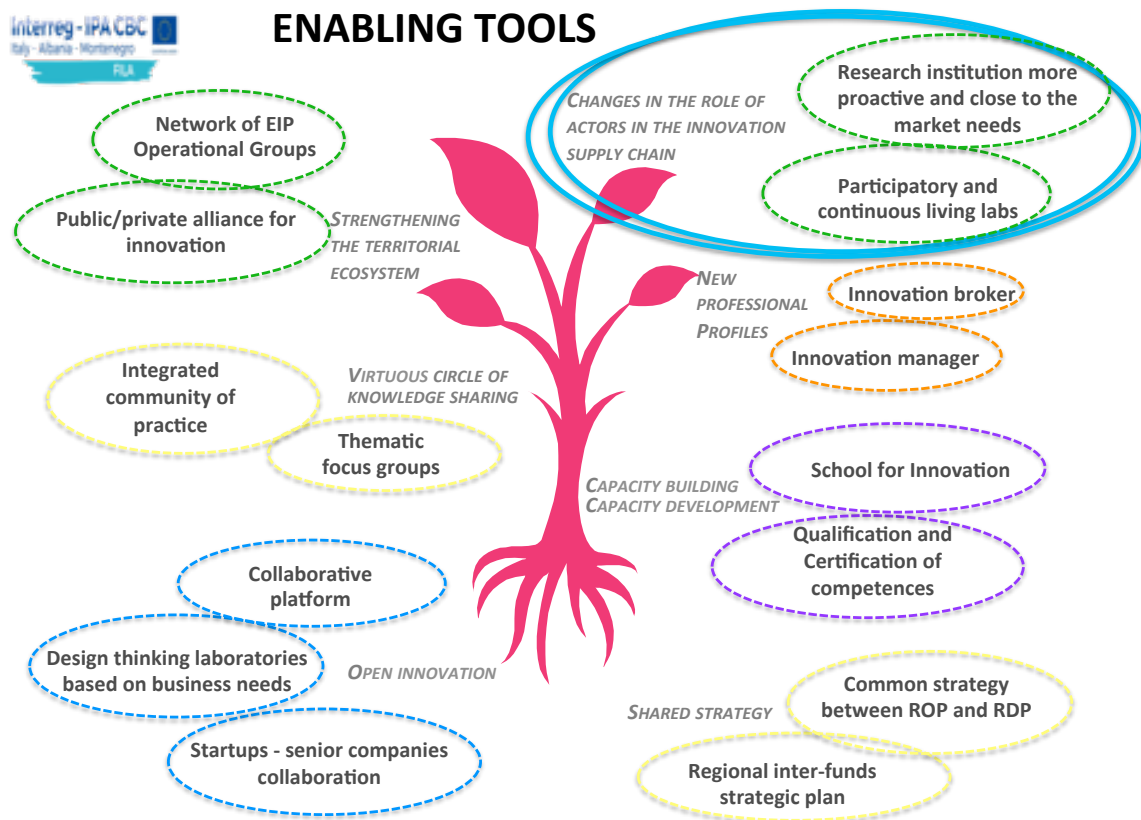 Interreg - IPA CBC
Italy - Albania - Montenegro
FILA
ENABLING TOOLS
CHANGES IN THE ROLE OF
ACTORS IN THE INNOVATION
SUPPLY CHAIN
Research institution more
proactive and close to the
market needs
Participatory and
continuous living labs
Network of EIP
Operational Groups
Public/private alliance for
innovation
STRENGTHENING
THE TERRITORIAL
ECOSYSTEM
NEW
PROFESSIONAL
PROFILES
Innovation broker
Innovation manager
Integrated
community of
practice
VIRTUOUS CIRCLE OF
KNOWLEDGE SHARING
Thematic
focus groups
CAPACITY BUILDING
CAPACITY DEVELOPMENT
School for Innovation
Qualification and
Certification of
competences
Collaborative
platform
Design thinking laboratories
based on business needs
OPEN INNOVATION
Startups - senior companies
collaboration
SHARED STRATEGY
Common strategy
between ROP and RDP
Regional inter-funds
strategic plan